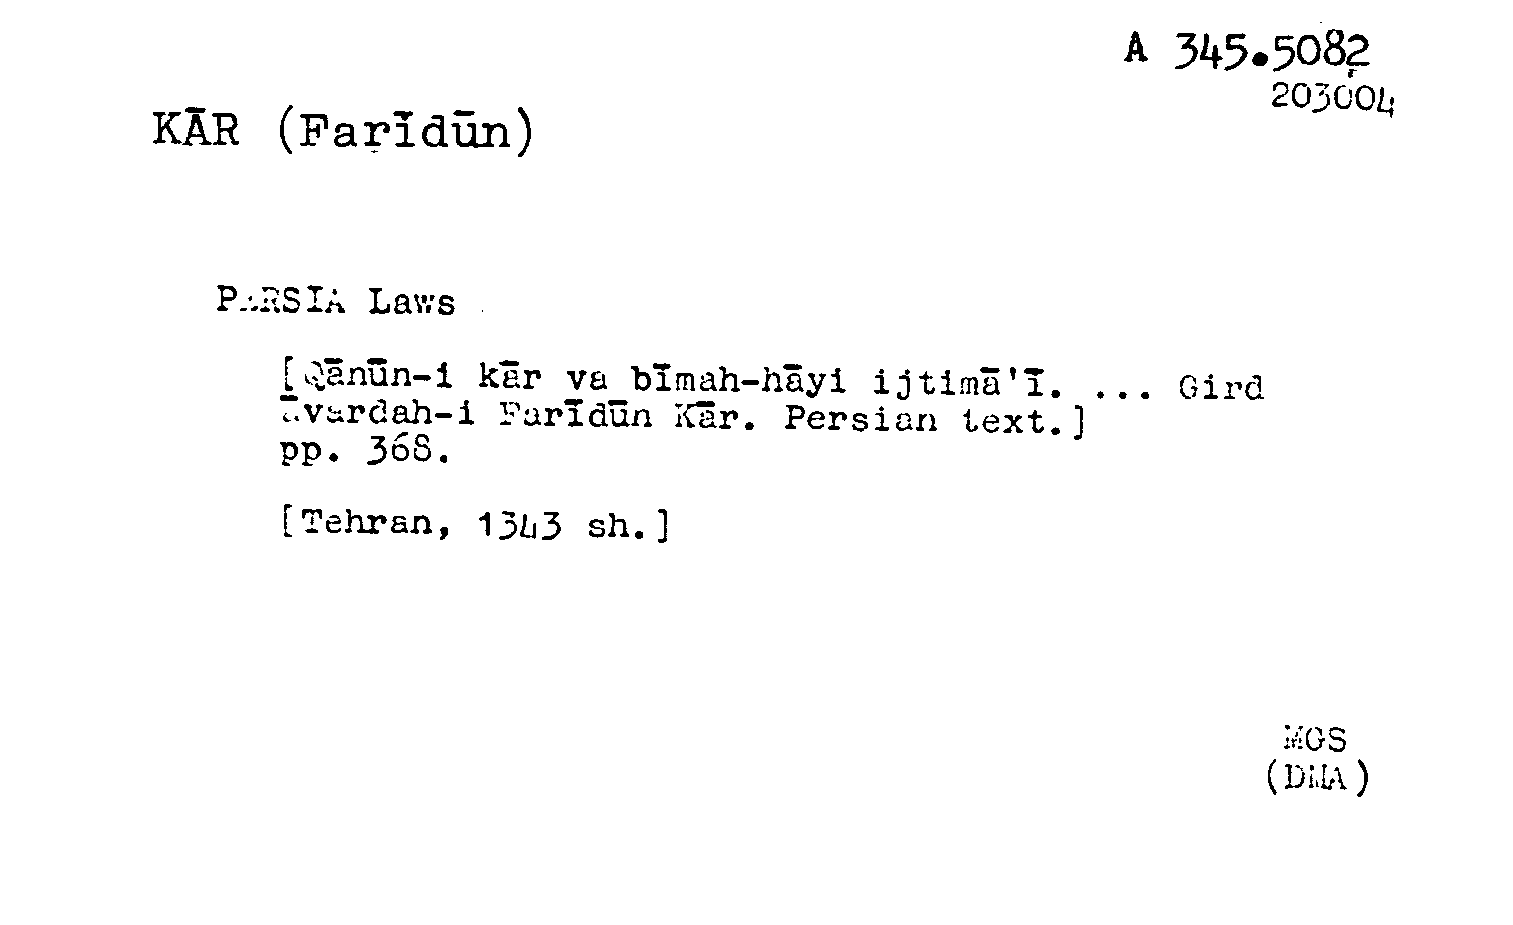 A 345.5082
203004
KĀR (Farīdūn)
PERSIA Laws
[Qānūn-i kār va bīmah-hāyi ijtimā'ī. ... Gird
āvardah-i Farīdūn Kār. Persian text.]
pp. 368.
[Tehran, 1343 sh.]
MGS
(DMA)